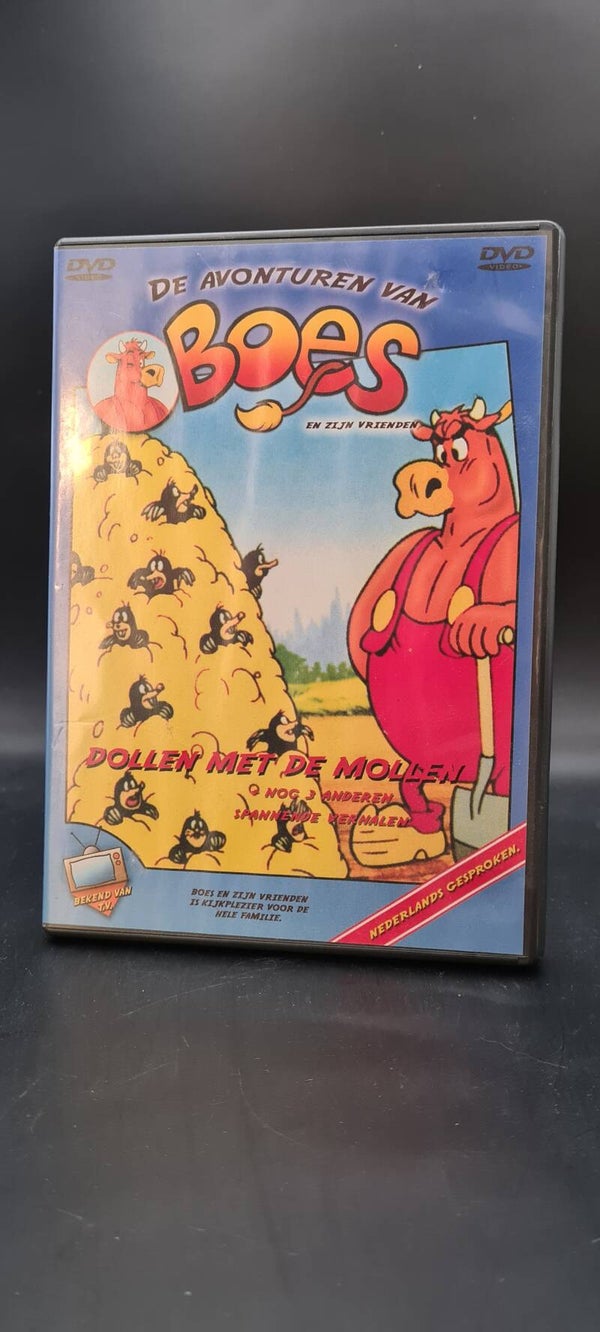 DVD
VIDEO
DVD
VIDEO
DE AVONTUREN VAN
BOES
EN ZIJN VRIENDEN
DOLLEN MET DE MOLLEN
& NOG 3 ANDEREN
SPANNENDE VERHALEN
BEKEND VAN
T.V.
BOES EN ZIJN VRIENDEN
IS KIJKPLEZIER VOOR DE
HELE FAMILIE.
NEDERLANDS GESPROKEN.